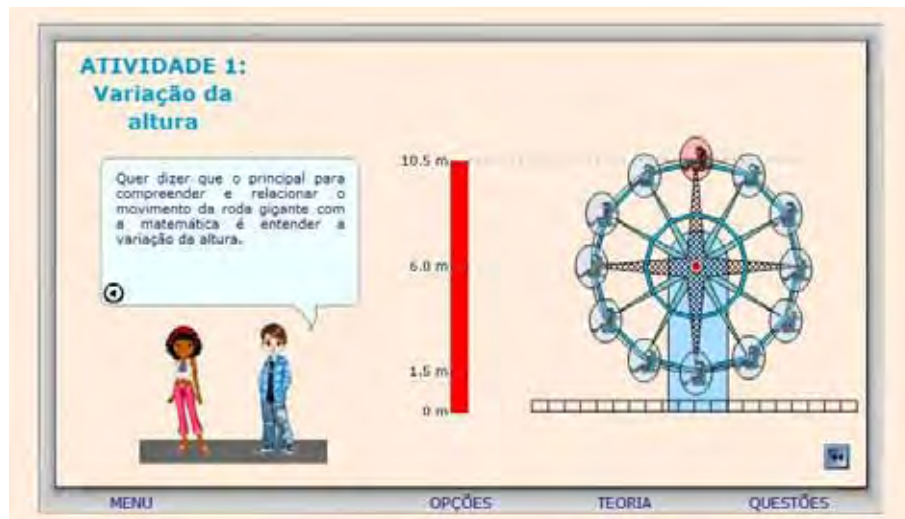 ATIVIDADE 1:
Variação da
altura
Quer dizer que o principal para
compreender e relacionar o
movimento da roda gigante com
a matemática é entender a
variação da altura.
10.5 m
6.0 m
1.5 m
0 m
MENU
OPÇÕES
TEORIA
QUESTÕES